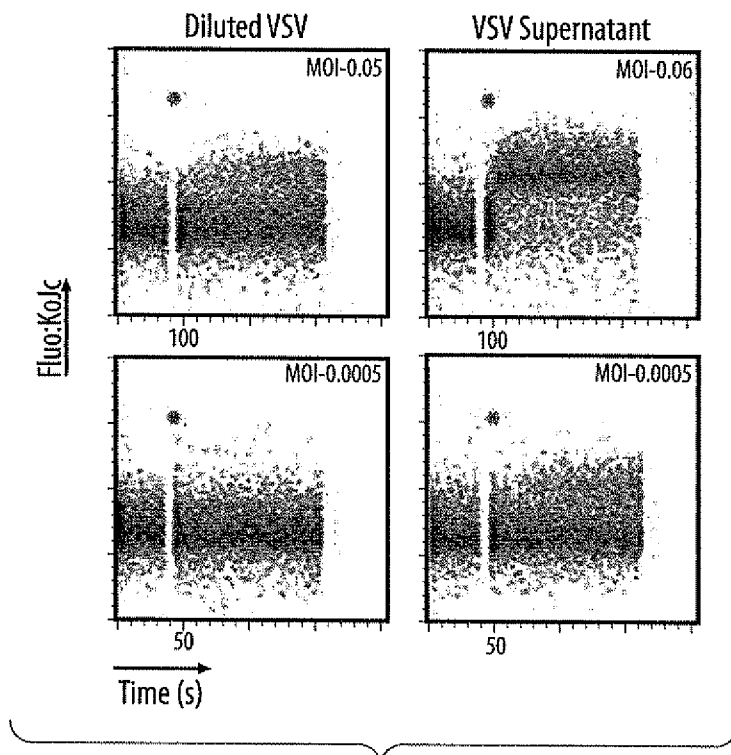 Diluted VSV
VSV Supernatant
MOI-0.05
MOI-0.06
100
100
Fluo:KoJc
MOI-0.0005
MOI-0.0005
50
50
Time (s)